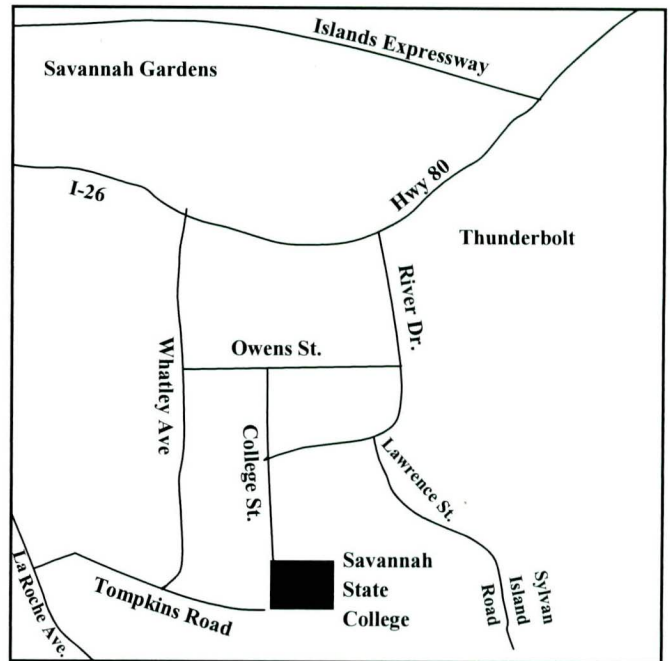 Islands Expressway
Savannah Gardens
I-26
Hwy 80
Thunderbolt
River Dr.
Owens St.
Whatley Ave
College St.
Lawrence St.
Savannah
State
College
Sylvan
Island
Road
Tompkins Road
La Roche Ave.